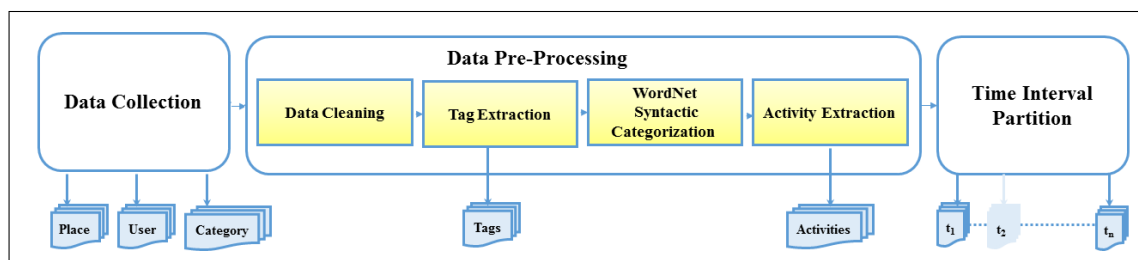 Data Collection
Data Pre-Processing
Data Cleaning
Tag Extraction
WordNet
Syntactic
Categorization
Activity Extraction
Time Interval
Partition
Place
User
Category
Tags
Activities
t1
t2
tn